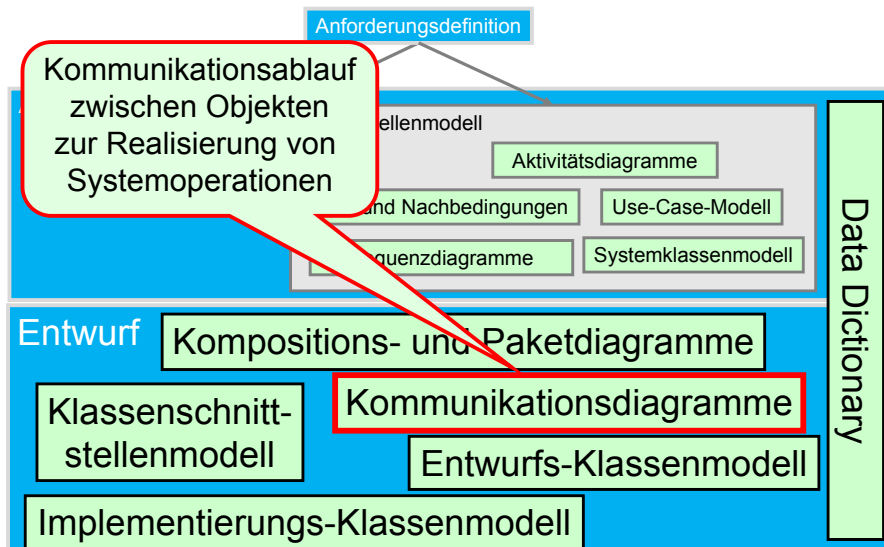 Anforderungsdefinition
Kommunikationsablauf
zwischen Objekten
zur Realisierung von
Systemoperationen
ellenmodell
Aktivitätsdiagramme
und Nachbedingungen
Use-Case-Modell
quenzdiagramme
Systemklassenmodell
Data Dictionary
Entwurf
Kompositions- und Paketdiagramme
Kommunikationsdiagramme
Klassenschnitt-
stellenmodell
Entwurfs-Klassenmodell
Implementierungs-Klassenmodell